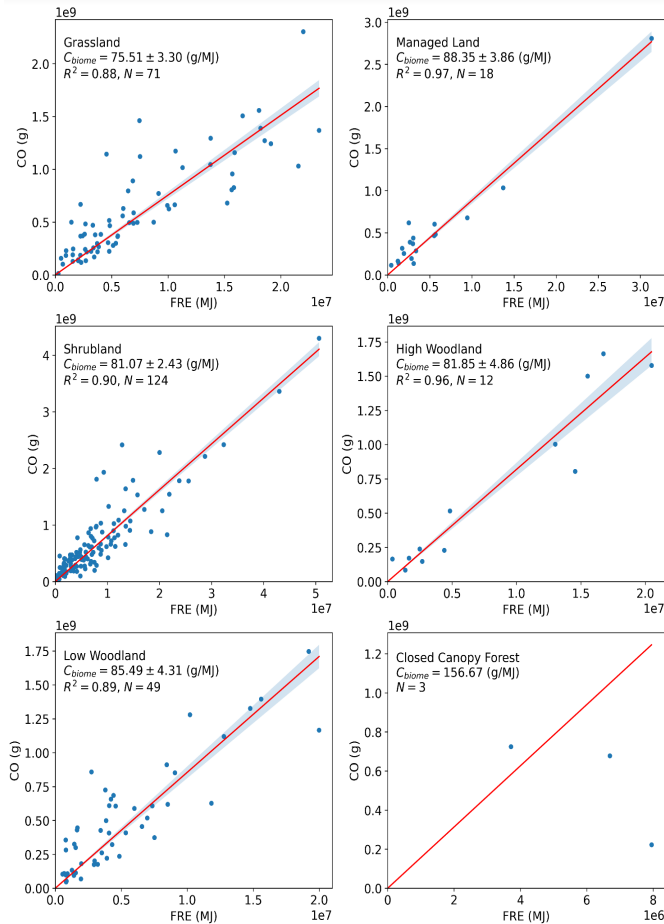 1e9
Grassland
C_biome = 75.51 ± 3.30 (g/MJ)
R² = 0.88, N = 71
2.0
1.5
1.0
0.5
0.0
CO (g)
0.0 0.5 1.0 1.5 2.0
FRE (MJ)
1e7
1e9
Managed Land
C_biome = 88.35 ± 3.86 (g/MJ)
R² = 0.97, N = 18
3.0
2.5
2.0
1.5
1.0
0.5
0.0
CO (g)
0.0 0.5 1.0 1.5 2.0 2.5 3.0
FRE (MJ)
1e7
1e9
Shrubland
C_biome = 81.07 ± 2.43 (g/MJ)
R² = 0.90, N = 124
4
3
2
1
0
CO (g)
0 1 2 3 4 5
FRE (MJ)
1e7
1e9
High Woodland
C_biome = 81.85 ± 4.86 (g/MJ)
R² = 0.96, N = 12
1.75
1.50
1.25
1.00
0.75
0.50
0.25
0.00
CO (g)
0.0 0.5 1.0 1.5 2.0
FRE (MJ)
1e7
1e9
Low Woodland
C_biome = 85.49 ± 4.31 (g/MJ)
R² = 0.89, N = 49
1.75
1.50
1.25
1.00
0.75
0.50
0.25
0.00
CO (g)
0.0 0.5 1.0 1.5 2.0
FRE (MJ)
1e7
1e9
Closed Canopy Forest
C_biome = 156.67 (g/MJ)
N = 3
1.2
1.0
0.8
0.6
0.4
0.2
0.0
CO (g)
0 2 4 6 8
FRE (MJ)
1e6